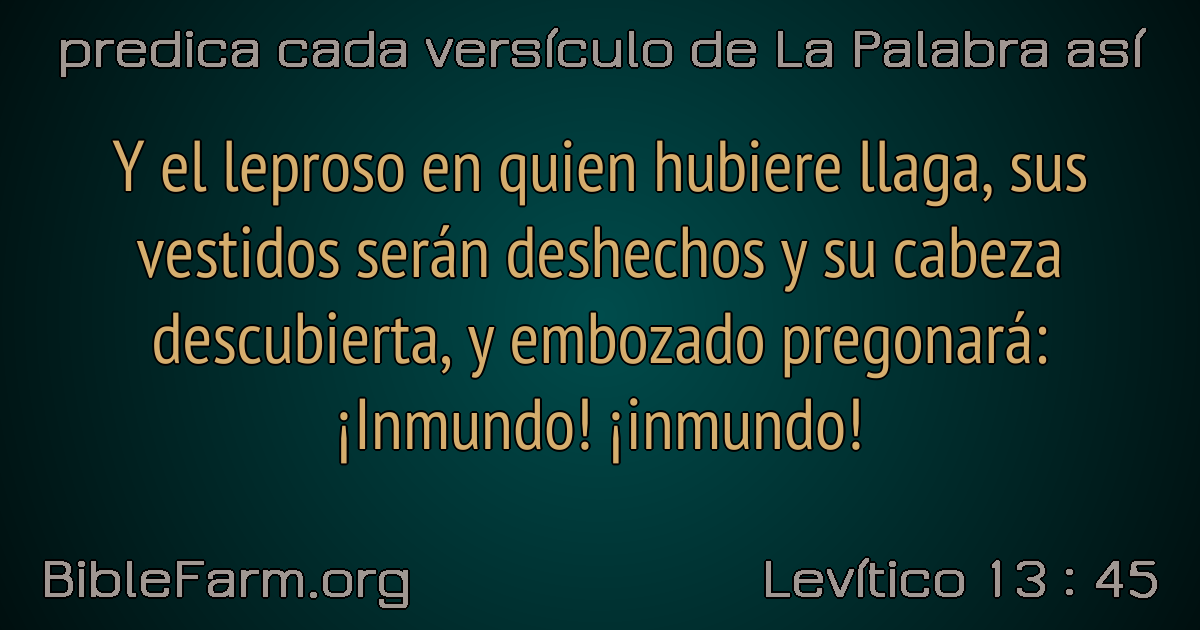 predica cada versículo de La Palabra así
Y el leproso en quien hubiere llaga, sus
vestidos serán deshechos y su cabeza
descubierta, y embozado pregonará:
¡Inmundo! ¡inmundo!
BibleFarm.org
Levítico 13 : 45